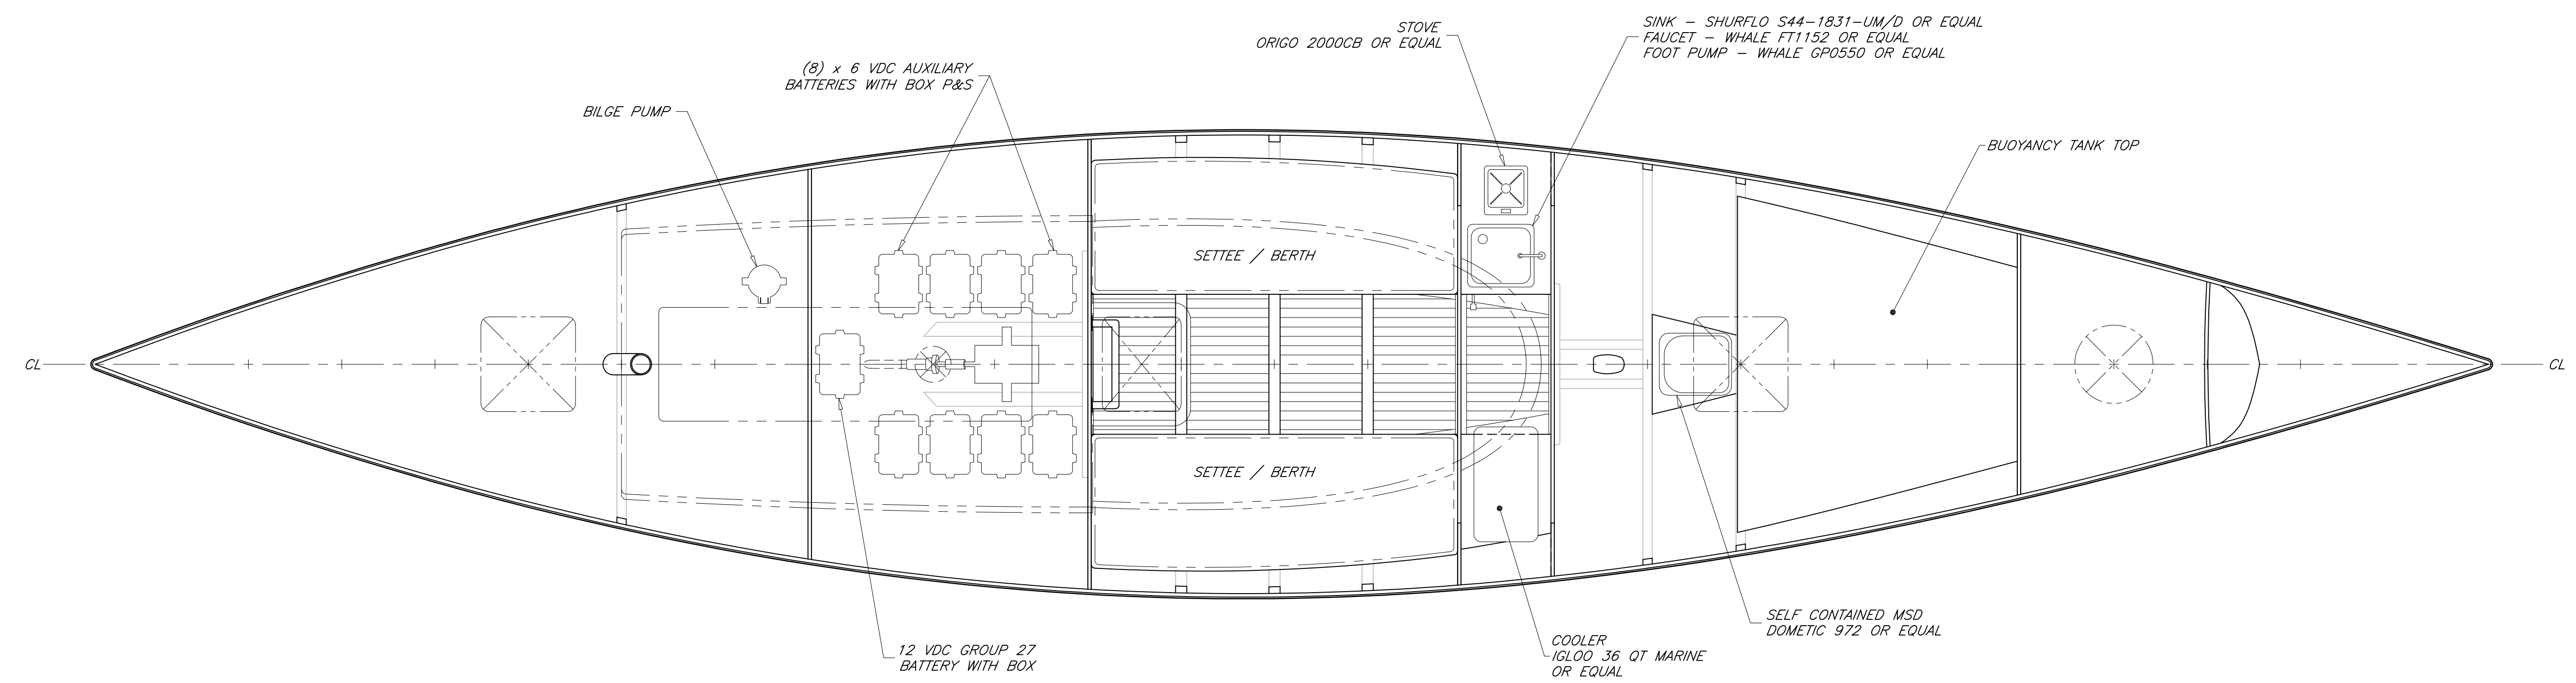 STOVE
ORIGO 2000CB OR EQUAL
SINK - SHURFLO S44-1831-UM/D OR EQUAL
FAUCET - WHALE FT1152 OR EQUAL
FOOT PUMP - WHALE GP0550 OR EQUAL
(8) x 6 VDC AUXILIARY
BATTERIES WITH BOX P&S
BILGE PUMP
BUOYANCY TANK TOP
SETTEE / BERTH
CL
CL
SETTEE / BERTH
SELF CONTAINED MSD
DOMETIC 972 OR EQUAL
12 VDC GROUP 27
BATTERY WITH BOX
COOLER
IGLOO 36 QT MARINE
OR EQUAL